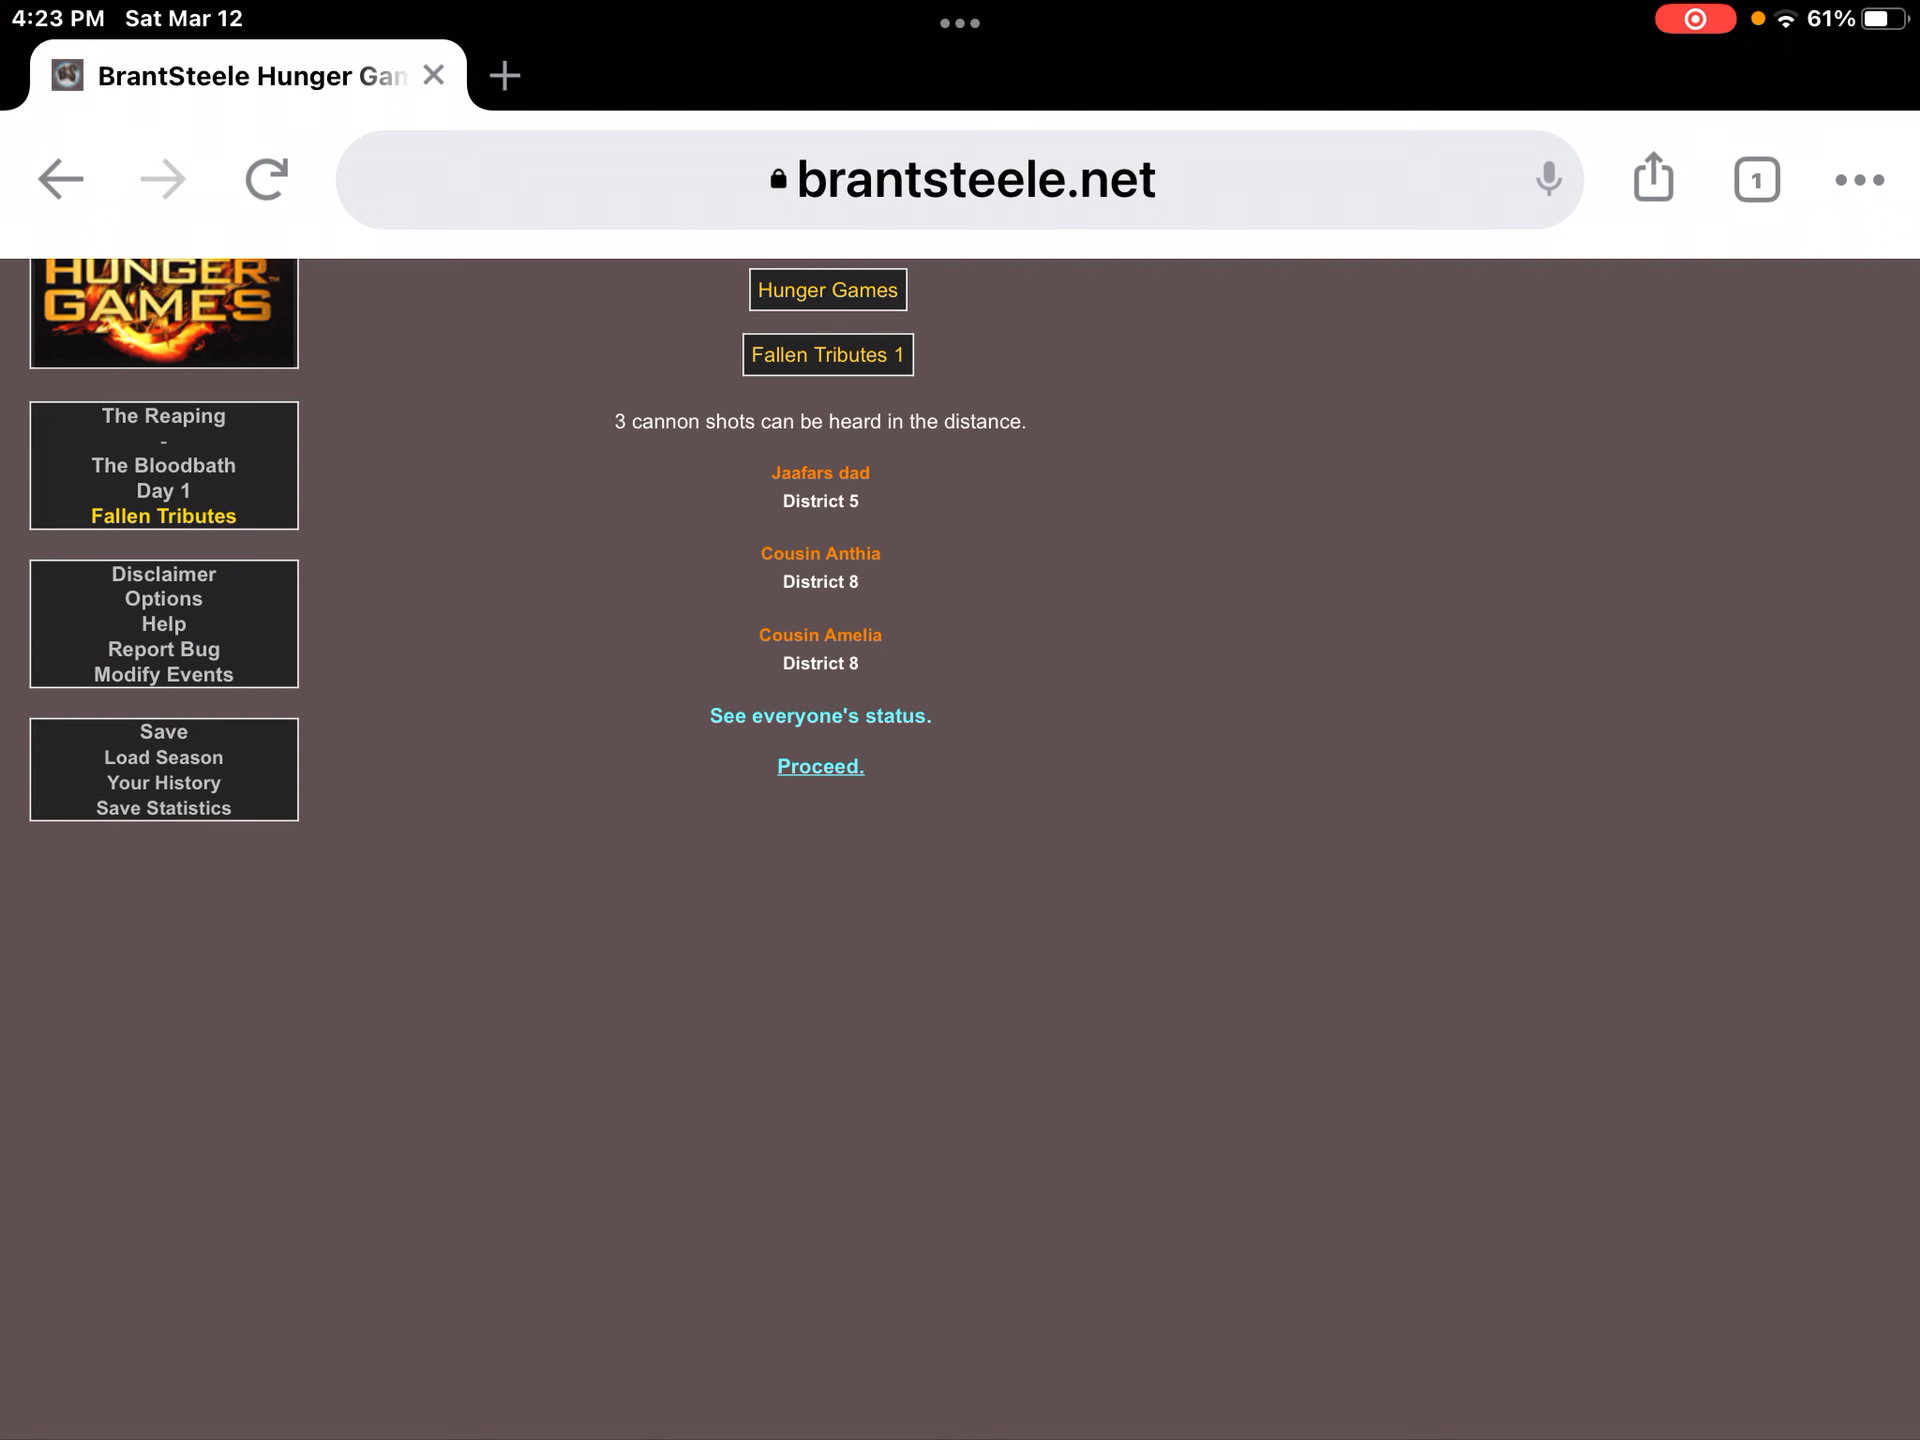 4:23 PM Sat Mar 12
61%
BrantSteele Hunger Gam
brantsteele.net
1
HUNGER
GAMES
The Reaping
-
The Bloodbath
Day 1
Fallen Tributes
Disclaimer
Options
Help
Report Bug
Modify Events
Save
Load Season
Your History
Save Statistics
Hunger Games
Fallen Tributes 1
3 cannon shots can be heard in the distance.
Jaafars dad
District 5
Cousin Anthia
District 8
Cousin Amelia
District 8
See everyone's status.
Proceed.